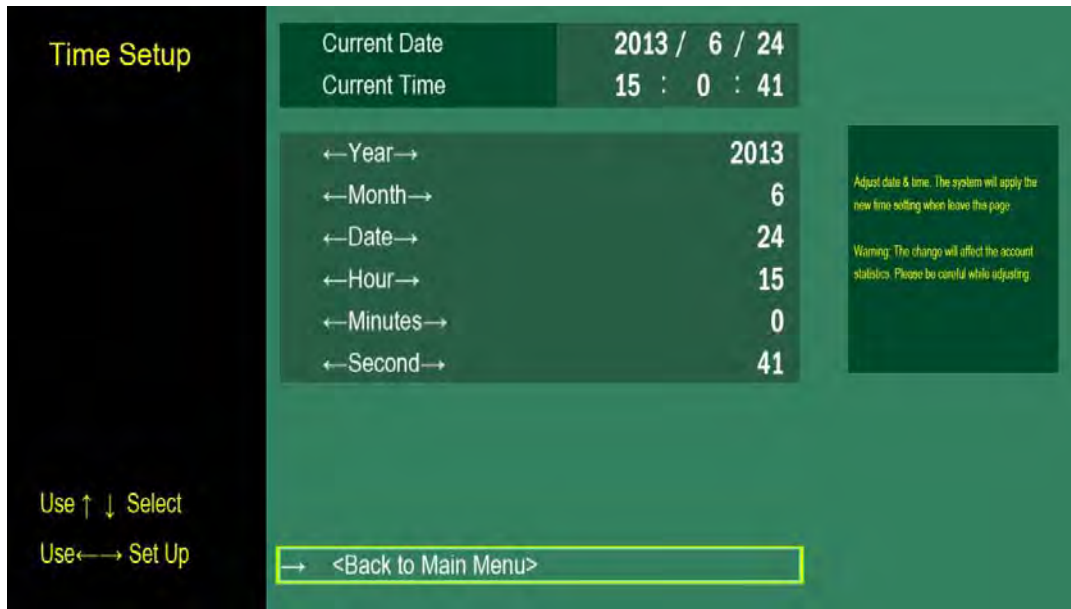 Time Setup
Current Date 2013 / 6 / 24
Current Time 15 : 0 : 41
←Year→ 2013
←Month→ 6
←Date→ 24
←Hour→ 15
←Minutes→ 0
←Second→ 41
Adjust date & time. The system will apply the
new time setting when leave this page.
Warning: The change will affect the account
statistics. Please be careful while adjusting.
Use ↑ ↓ Select
Use←→ Set Up
→ <Back to Main Menu>